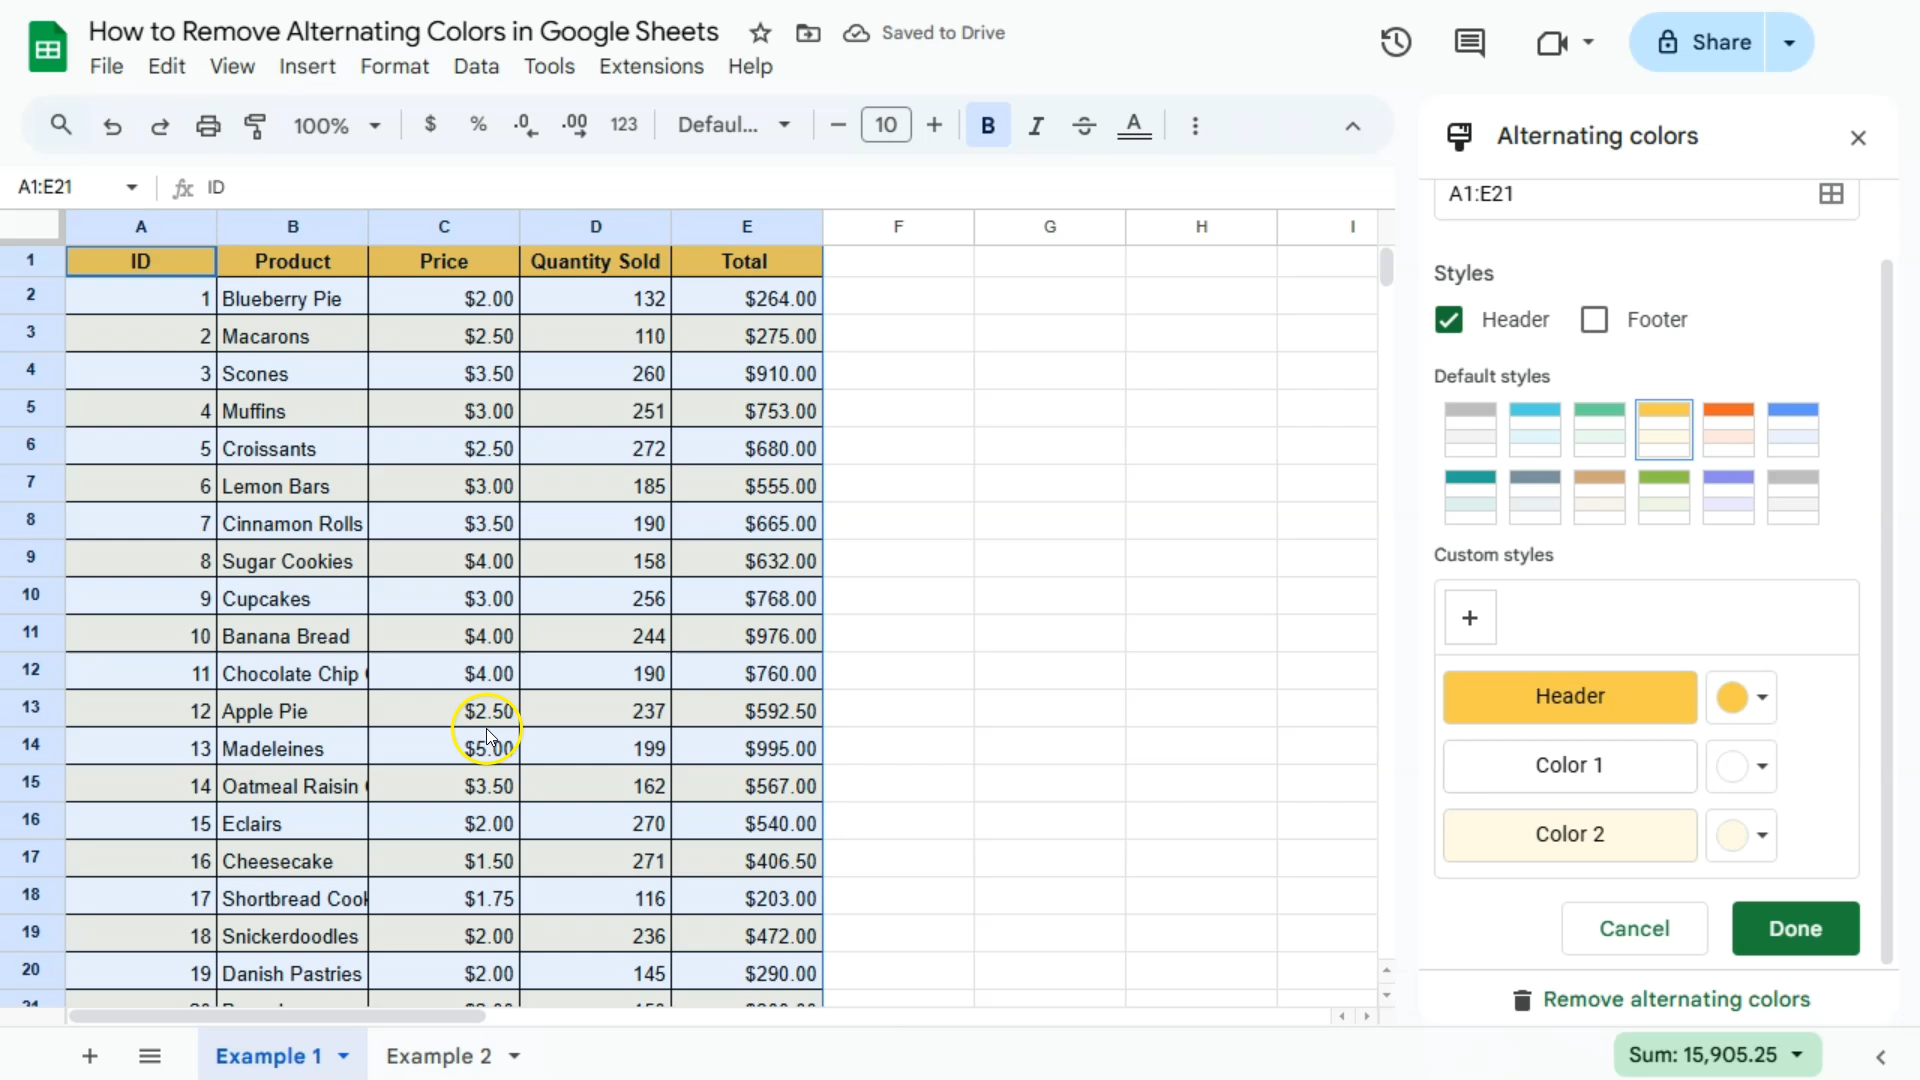 How to Remove Alternating Colors in Google Sheets Saved to Drive
File Edit View Insert Format Data Tools Extensions Help
Share
100% $ % .0 .00 123 Defaul... 10 B I S A
A1:E21 fx ID
A B C D E F G H I
1 ID Product Price Quantity Sold Total
2 1 Blueberry Pie $2.00 132 $264.00
3 2 Macarons $2.50 110 $275.00
4 3 Scones $3.50 260 $910.00
5 4 Muffins $3.00 251 $753.00
6 5 Croissants $2.50 272 $680.00
7 6 Lemon Bars $3.00 185 $555.00
8 7 Cinnamon Rolls $3.50 190 $665.00
9 8 Sugar Cookies $4.00 158 $632.00
10 9 Cupcakes $3.00 256 $768.00
11 10 Banana Bread $4.00 244 $976.00
12 11 Chocolate Chip $4.00 190 $760.00
13 12 Apple Pie $2.50 237 $592.50
14 13 Madeleines $5.00 199 $995.00
15 14 Oatmeal Raisin $3.50 162 $567.00
16 15 Eclairs $2.00 270 $540.00
17 16 Cheesecake $1.50 271 $406.50
18 17 Shortbread Cook $1.75 116 $203.00
19 18 Snickerdoodles $2.00 236 $472.00
20 19 Danish Pastries $2.00 145 $290.00
Alternating colors
A1:E21
Styles
Header Footer
Default styles
Custom styles
+
Header
Color 1
Color 2
Cancel Done
Remove alternating colors
Example 1 Example 2 Sum: 15,905.25